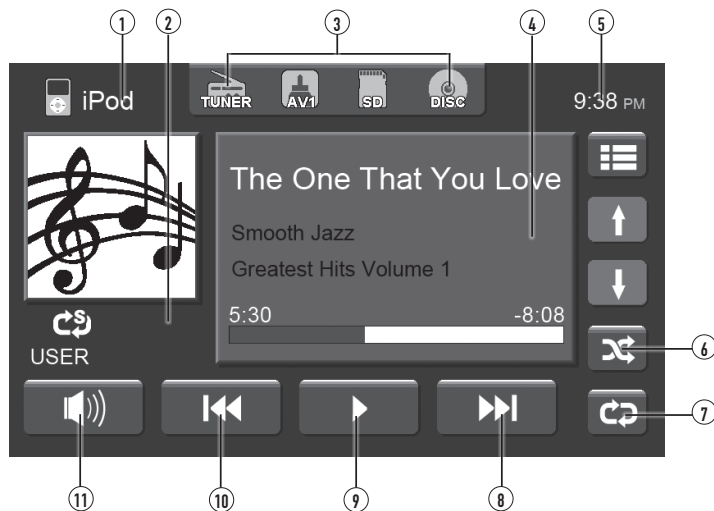 1 2 3 4 5
iPod TUNER AV1 SD DISC 9:38 PM
The One That You Love
Smooth Jazz
Greatest Hits Volume 1
5:30 -8:08
S
USER
6
7
11 10 9 8